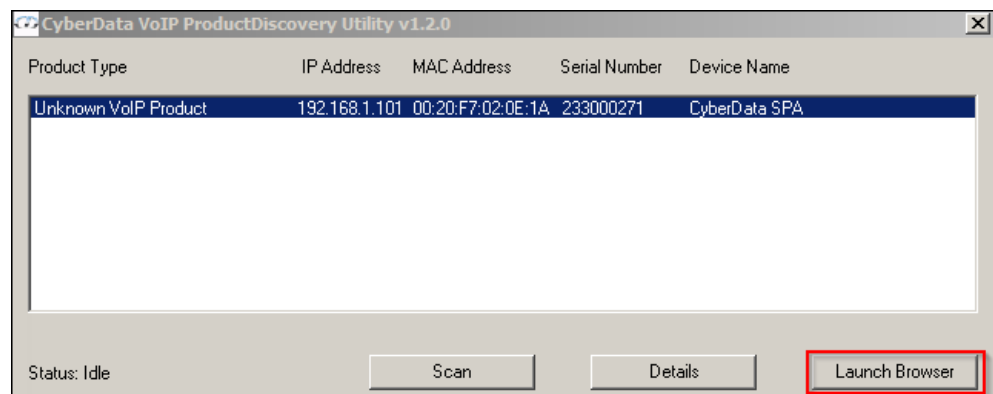 CyberData VoIP ProductDiscovery Utility v1.2.0
Product Type IP Address MAC Address Serial Number Device Name
Unknown VoIP Product 192.168.1.101 00:20:F7:02:0E:1A 233000271 CyberData SPA
Status: Idle Scan Details Launch Browser